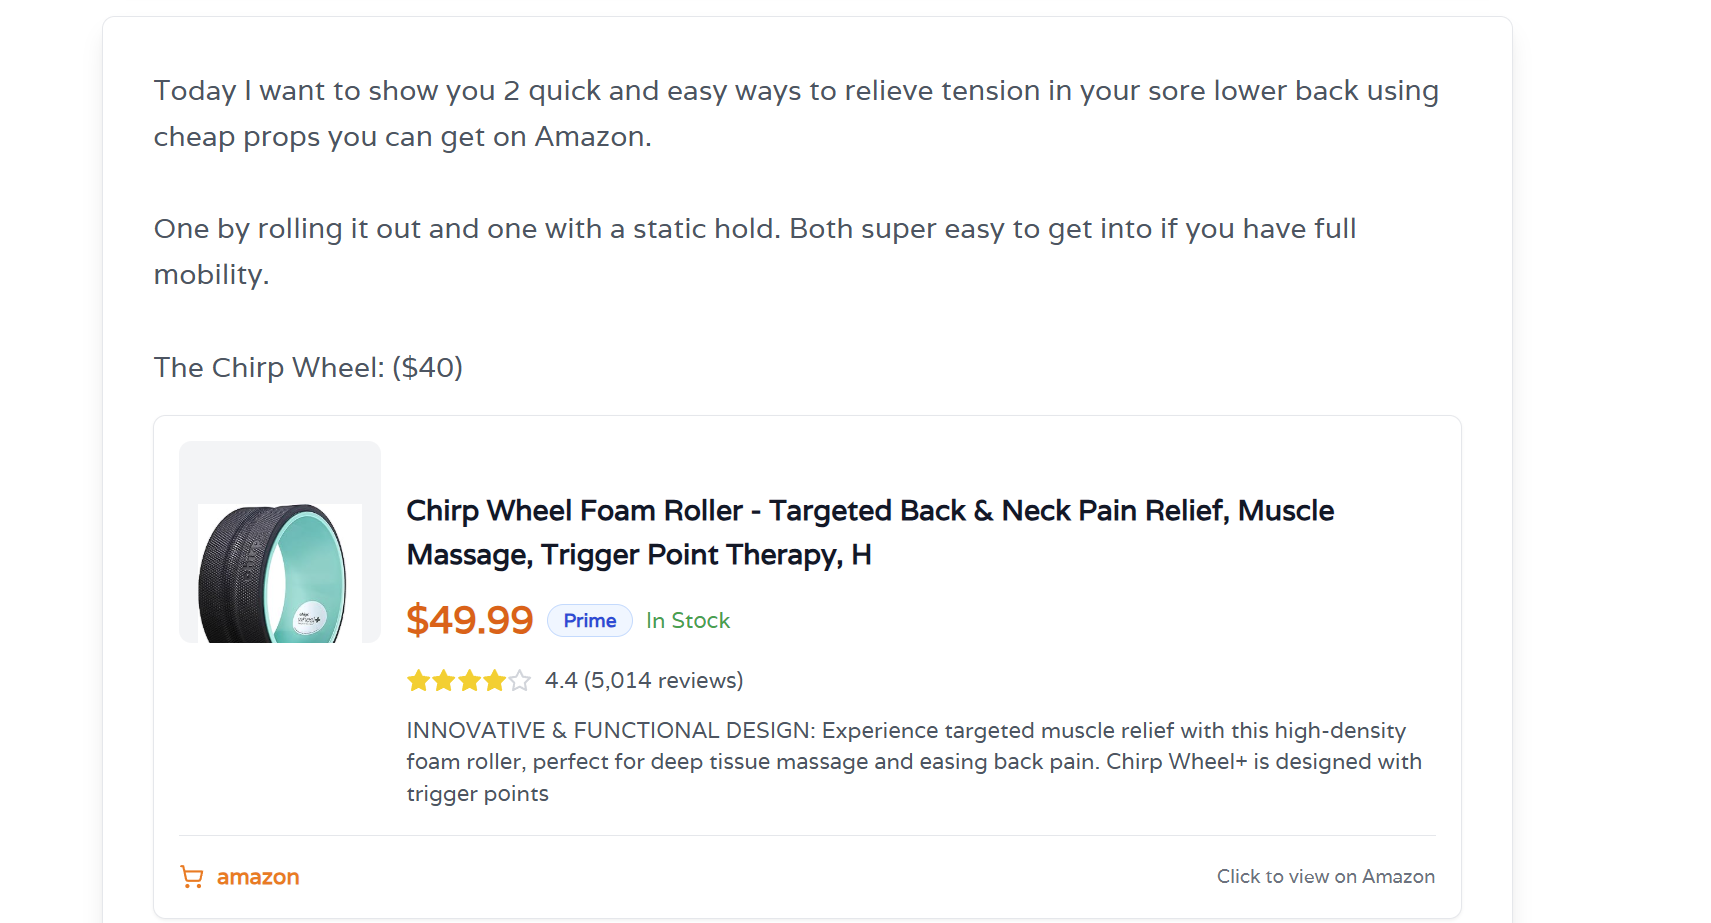 Today I want to show you 2 quick and easy ways to relieve tension in your sore lower back using
cheap props you can get on Amazon.
One by rolling it out and one with a static hold. Both super easy to get into if you have full
mobility.
The Chirp Wheel: ($40)
Chirp Wheel Foam Roller - Targeted Back & Neck Pain Relief, Muscle
Massage, Trigger Point Therapy, H
$49.99 Prime In Stock
4.4 (5,014 reviews)
INNOVATIVE & FUNCTIONAL DESIGN: Experience targeted muscle relief with this high-density
foam roller, perfect for deep tissue massage and easing back pain. Chirp Wheel+ is designed with
trigger points
amazon
Click to view on Amazon